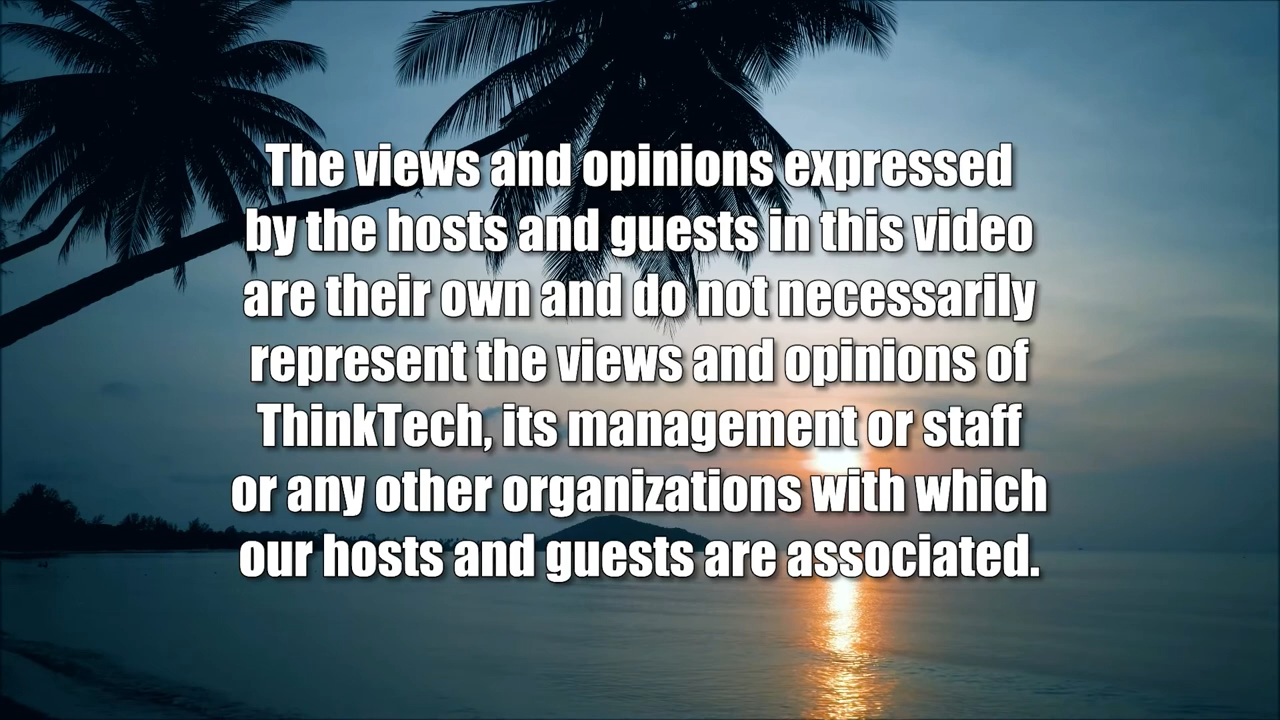 The views and opinions expressed
by the hosts and guests in this video
are their own and do not necessarily
represent the views and opinions of
ThinkTech, its management or staff
or any other organizations with which
our hosts and guests are associated.